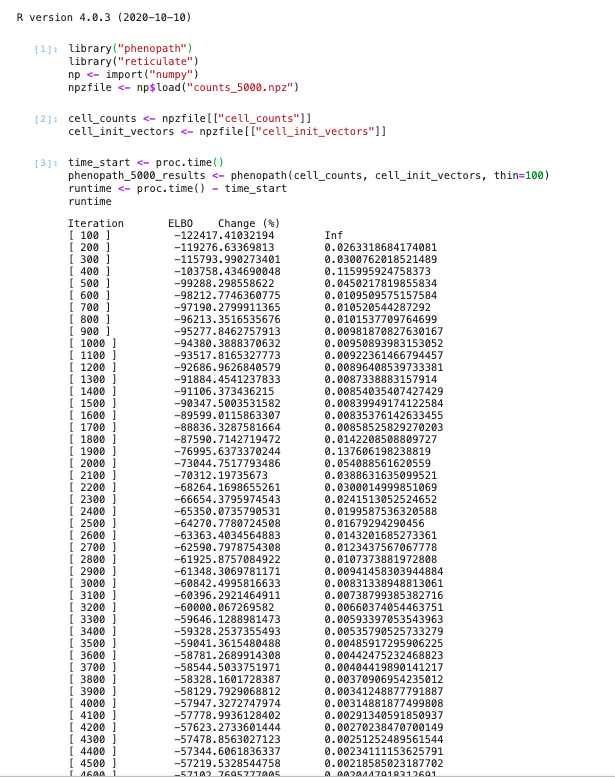 R version 4.0.3 (2020-10-10)
[1]: library("phenopath")
library("reticulate")
np <- import("numpy")
npzfile <- np$load("counts_5000.npz")
[2]: cell_counts <- npzfile[["cell_counts"]]
cell_init_vectors <- npzfile[["cell_init_vectors"]]
[3]: time_start <- proc.time()
phenopath_5000_results <- phenopath(cell_counts, cell_init_vectors, thin=100)
runtime <- proc.time() - time_start
runtime
Iteration ELBO Change (%)
[ 100 ] -122417.41032194 Inf
[ 200 ] -119276.63369813 0.0263318684174081
[ 300 ] -115793.990273401 0.0300762018521489
[ 400 ] -103758.434690048 0.115995924758373
[ 500 ] -99288.298558622 0.0450217819855834
[ 600 ] -98212.7746360775 0.0109509575157584
[ 700 ] -97190.2799911365 0.010520544287292
[ 800 ] -96213.3516535676 0.0101537709764699
[ 900 ] -95277.8462757913 0.00981870827630167
[ 1000 ] -94380.3888370632 0.00950893983153052
[ 1100 ] -93517.8165327773 0.00922361466794457
[ 1200 ] -92686.9626840579 0.00896408539733381
[ 1300 ] -91884.4541237833 0.0087338883157914
[ 1400 ] -91106.373436215 0.00854035407427429
[ 1500 ] -90347.5003531582 0.00839949174122584
[ 1600 ] -89599.0115863307 0.00835376142633455
[ 1700 ] -88836.3287581664 0.00858525829270203
[ 1800 ] -87590.7142719472 0.0142208508809727
[ 1900 ] -76995.6373370244 0.137606198238819
[ 2000 ] -73044.7517793486 0.054088561620559
[ 2100 ] -70312.19735673 0.0388631635099521
[ 2200 ] -68264.1698655261 0.0300014999851069
[ 2300 ] -66654.3795974543 0.0241513052524652
[ 2400 ] -65350.0735790531 0.0199587536320588
[ 2500 ] -64270.7780724508 0.01679294290456
[ 2600 ] -63363.4034564883 0.0143201685273361
[ 2700 ] -62590.7978754308 0.0123437567067778
[ 2800 ] -61925.8757084922 0.0107373881972808
[ 2900 ] -61348.3069781171 0.00941458303944884
[ 3000 ] -60842.4995816633 0.00831338948813061
[ 3100 ] -60396.2921464911 0.00738799385382716
[ 3200 ] -60000.067269582 0.00660374054463751
[ 3300 ] -59646.1288981473 0.00593397053543963
[ 3400 ] -59328.2537355493 0.00535790525733279
[ 3500 ] -59041.3615480488 0.00485917295906225
[ 3600 ] -58781.2689914308 0.00442475232468823
[ 3700 ] -58544.5033751971 0.00404419890141217
[ 3800 ] -58328.1601728387 0.00370906954235012
[ 3900 ] -58129.7929068812 0.00341248877791887
[ 4000 ] -57947.3272747974 0.00314881877499808
[ 4100 ] -57778.9936128402 0.00291340591850937
[ 4200 ] -57623.2733601444 0.00270238470700149
[ 4300 ] -57478.8563027123 0.00251252489561544
[ 4400 ] -57344.6061836337 0.00234111153625791
[ 4500 ] -57219.5328544758 0.00218585023187702
[ 4600 ] -57102.7695777005 0.0020447918312691